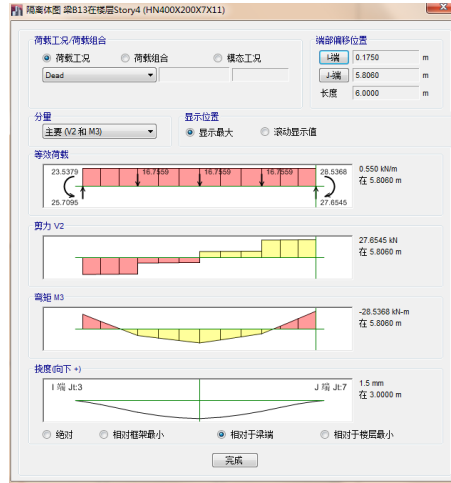 隔离体图 梁B13在楼层Story4 (HN400X200X7X11)
荷载工况/荷载组合
荷载工况 荷载组合 模态工况
Dead
端部偏移位置
I-端 0.1750 m
J-端 5.8060 m
长度 6.0000 m
分量
主要 (V2 和 M3)
显示位置
显示最大 滚动显示值
等效荷载
23.5379 16.7559 16.7559 16.7559 28.5368
25.7095 27.6545
0.550 kN/m
在 5.8060 m
剪力 V2
27.6545 kN
在 5.8060 m
弯矩 M3
-28.5368 kN-m
在 5.8060 m
挠度(向下 +)
I 端 Jt:3 J 端 Jt:7
1.5 mm
在 3.0000 m
绝对 相对框架最小 相对于梁端 相对于楼层最小
完成